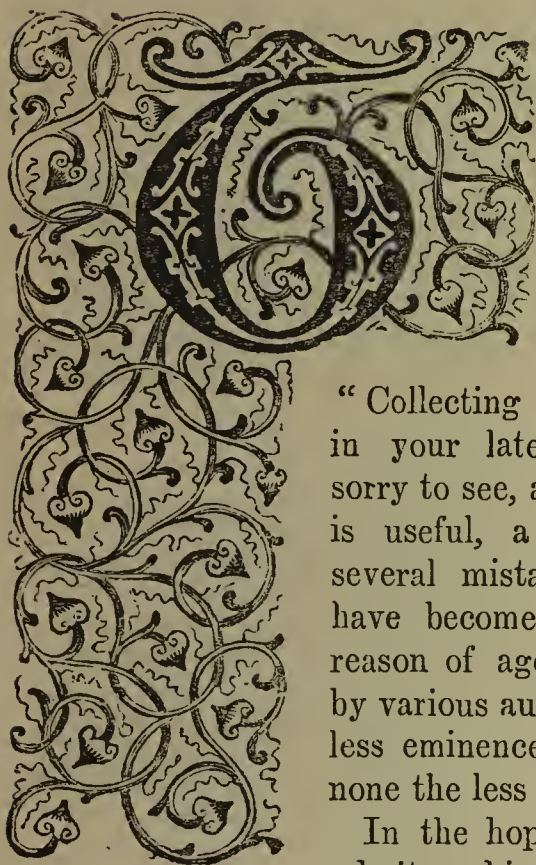 T
“ Collecting
in your late
sorry to see, a
is useful, a
several mista
have become
reason of age
by various au
less eminence
none the less
In the hop